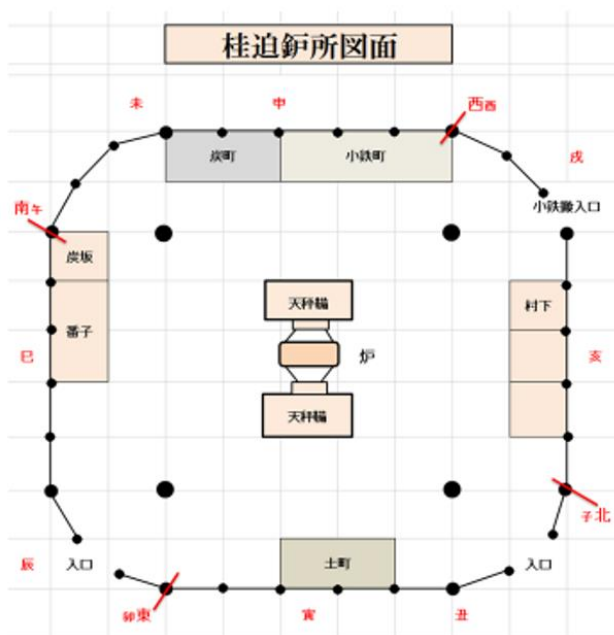 桂迫鈩所図面
未
申
西酉
戌
炭町
小鉄町
南午
小鉄搬入口
炭坂
天秤鞴
村下
番子
巳
炉
亥
天秤鞴
子北
辰
入口
土町
入口
卯東
寅
丑